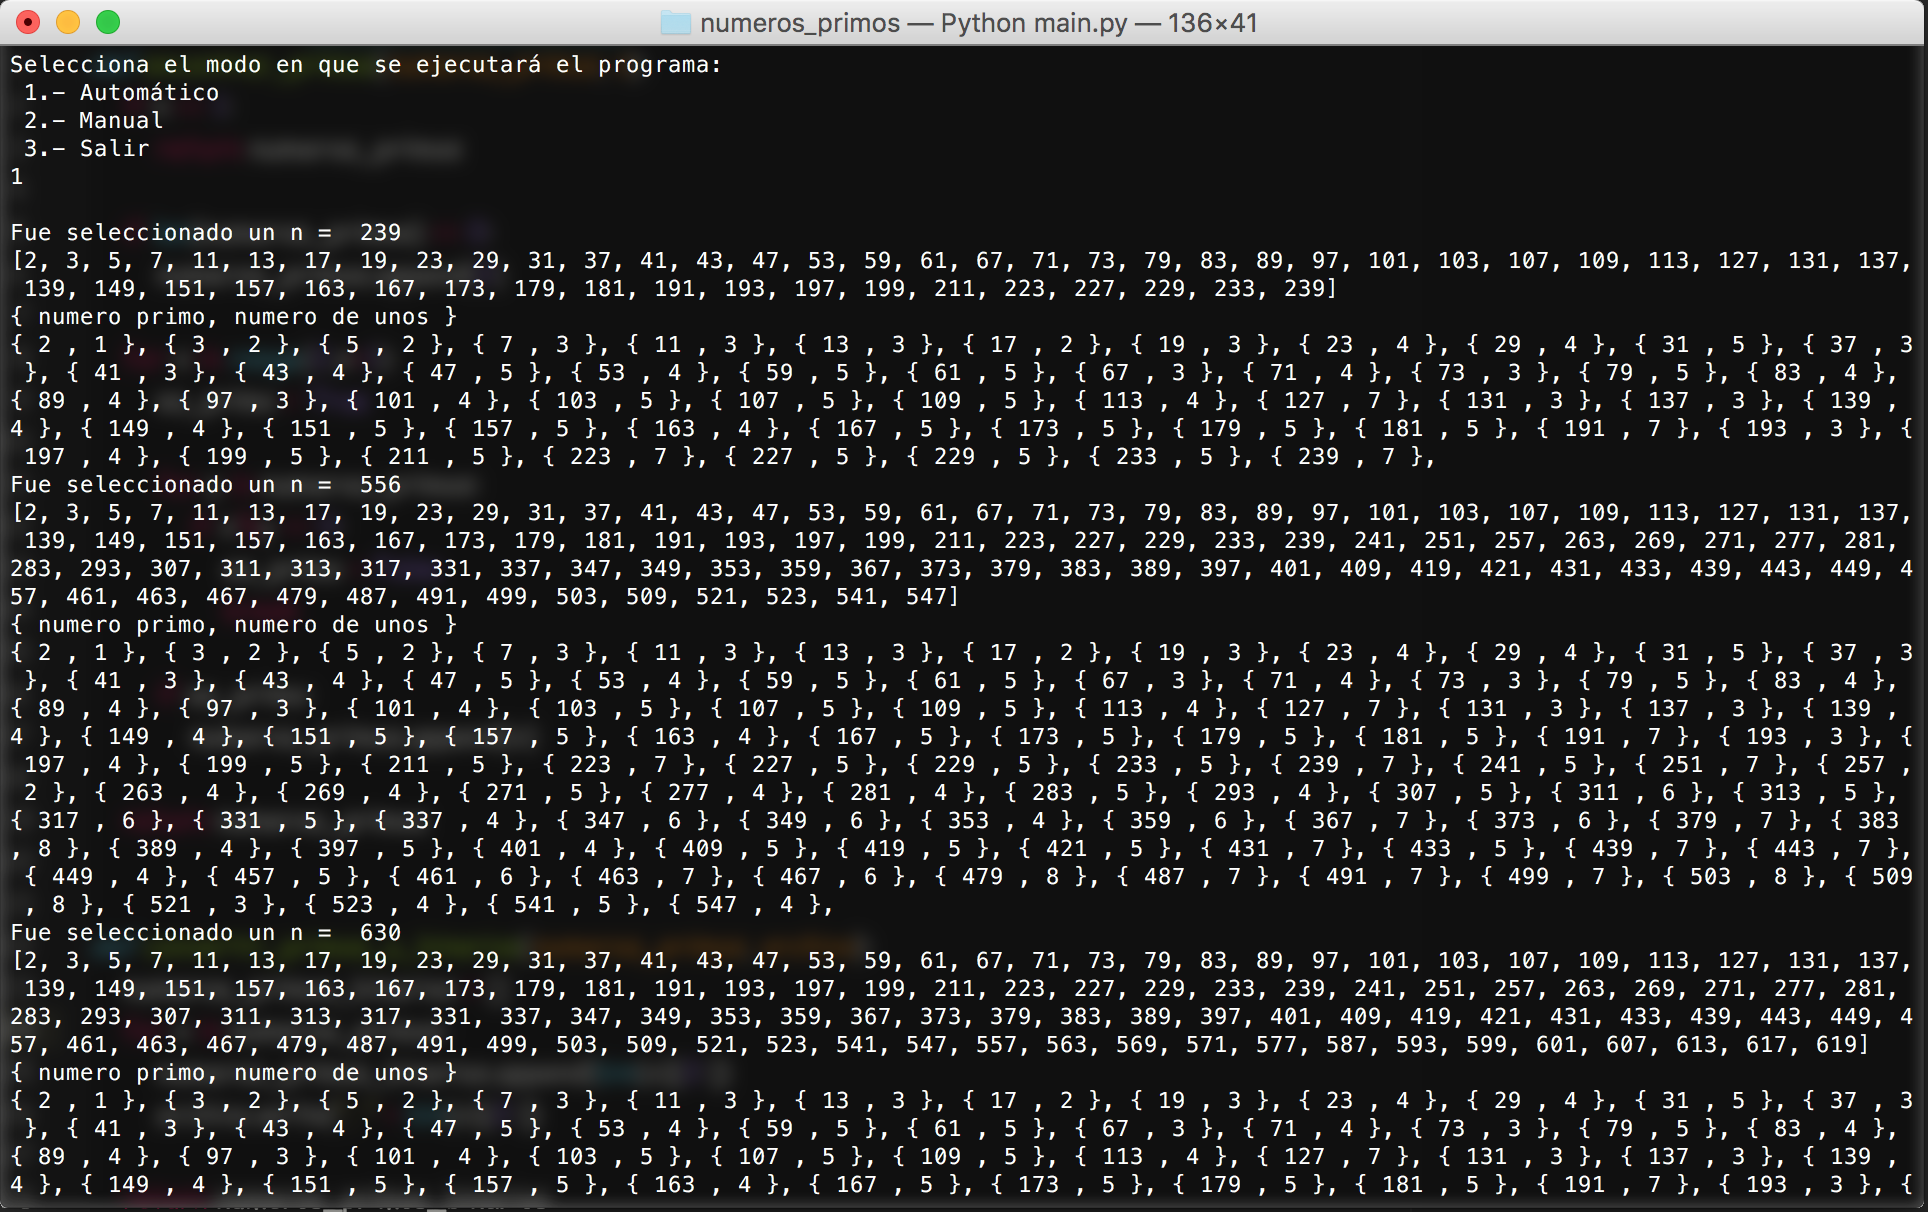 numeros_primos — Python main.py — 136×41
Selecciona el modo en que se ejecutará el programa:
1.- Automático
2.- Manual
3.- Salir
1
Fue seleccionado un n =  239
[2, 3, 5, 7, 11, 13, 17, 19, 23, 29, 31, 37, 41, 43, 47, 53, 59, 61, 67, 71, 73, 79, 83, 89, 97, 101, 103, 107, 109, 113, 127, 131, 137,
139, 149, 151, 157, 163, 167, 173, 179, 181, 191, 193, 197, 199, 211, 223, 227, 229, 233, 239]
{ numero primo, numero de unos }
{ 2 , 1 }, { 3 , 2 }, { 5 , 2 }, { 7 , 3 }, { 11 , 3 }, { 13 , 3 }, { 17 , 2 }, { 19 , 3 }, { 23 , 4 }, { 29 , 4 }, { 31 , 5 }, { 37 , 3
}, { 41 , 3 }, { 43 , 4 }, { 47 , 5 }, { 53 , 4 }, { 59 , 5 }, { 61 , 5 }, { 67 , 3 }, { 71 , 4 }, { 73 , 3 }, { 79 , 5 }, { 83 , 4 },
{ 89 , 4 }, { 97 , 3 }, { 101 , 4 }, { 103 , 5 }, { 107 , 5 }, { 109 , 5 }, { 113 , 4 }, { 127 , 7 }, { 131 , 3 }, { 137 , 3 }, { 139 ,
4 }, { 149 , 4 }, { 151 , 5 }, { 157 , 5 }, { 163 , 4 }, { 167 , 5 }, { 173 , 5 }, { 179 , 5 }, { 181 , 5 }, { 191 , 7 }, { 193 , 3 }, {
197 , 4 }, { 199 , 5 }, { 211 , 5 }, { 223 , 7 }, { 227 , 5 }, { 229 , 5 }, { 233 , 5 }, { 239 , 7 },
Fue seleccionado un n =  556
[2, 3, 5, 7, 11, 13, 17, 19, 23, 29, 31, 37, 41, 43, 47, 53, 59, 61, 67, 71, 73, 79, 83, 89, 97, 101, 103, 107, 109, 113, 127, 131, 137,
139, 149, 151, 157, 163, 167, 173, 179, 181, 191, 193, 197, 199, 211, 223, 227, 229, 233, 239, 241, 251, 257, 263, 269, 271, 277, 281,
283, 293, 307, 311, 313, 317, 331, 337, 347, 349, 353, 359, 367, 373, 379, 383, 389, 397, 401, 409, 419, 421, 431, 433, 439, 443, 449, 4
57, 461, 463, 467, 479, 487, 491, 499, 503, 509, 521, 523, 541, 547]
{ numero primo, numero de unos }
{ 2 , 1 }, { 3 , 2 }, { 5 , 2 }, { 7 , 3 }, { 11 , 3 }, { 13 , 3 }, { 17 , 2 }, { 19 , 3 }, { 23 , 4 }, { 29 , 4 }, { 31 , 5 }, { 37 , 3
}, { 41 , 3 }, { 43 , 4 }, { 47 , 5 }, { 53 , 4 }, { 59 , 5 }, { 61 , 5 }, { 67 , 3 }, { 71 , 4 }, { 73 , 3 }, { 79 , 5 }, { 83 , 4 },
{ 89 , 4 }, { 97 , 3 }, { 101 , 4 }, { 103 , 5 }, { 107 , 5 }, { 109 , 5 }, { 113 , 4 }, { 127 , 7 }, { 131 , 3 }, { 137 , 3 }, { 139 ,
4 }, { 149 , 4 }, { 151 , 5 }, { 157 , 5 }, { 163 , 4 }, { 167 , 5 }, { 173 , 5 }, { 179 , 5 }, { 181 , 5 }, { 191 , 7 }, { 193 , 3 }, {
197 , 4 }, { 199 , 5 }, { 211 , 5 }, { 223 , 7 }, { 227 , 5 }, { 229 , 5 }, { 233 , 5 }, { 239 , 7 }, { 241 , 5 }, { 251 , 7 }, { 257 ,
2 }, { 263 , 4 }, { 269 , 4 }, { 271 , 5 }, { 277 , 4 }, { 281 , 4 }, { 283 , 5 }, { 293 , 4 }, { 307 , 5 }, { 311 , 6 }, { 313 , 5 },
{ 317 , 6 }, { 331 , 5 }, { 337 , 4 }, { 347 , 6 }, { 349 , 6 }, { 353 , 4 }, { 359 , 6 }, { 367 , 7 }, { 373 , 6 }, { 379 , 7 }, { 383
, 8 }, { 389 , 4 }, { 397 , 5 }, { 401 , 4 }, { 409 , 5 }, { 419 , 5 }, { 421 , 5 }, { 431 , 7 }, { 433 , 5 }, { 439 , 7 }, { 443 , 7 },
{ 449 , 4 }, { 457 , 5 }, { 461 , 6 }, { 463 , 7 }, { 467 , 6 }, { 479 , 8 }, { 487 , 7 }, { 491 , 7 }, { 499 , 7 }, { 503 , 8 }, { 509
, 8 }, { 521 , 3 }, { 523 , 4 }, { 541 , 5 }, { 547 , 4 },
Fue seleccionado un n =  630
[2, 3, 5, 7, 11, 13, 17, 19, 23, 29, 31, 37, 41, 43, 47, 53, 59, 61, 67, 71, 73, 79, 83, 89, 97, 101, 103, 107, 109, 113, 127, 131, 137,
139, 149, 151, 157, 163, 167, 173, 179, 181, 191, 193, 197, 199, 211, 223, 227, 229, 233, 239, 241, 251, 257, 263, 269, 271, 277, 281,
283, 293, 307, 311, 313, 317, 331, 337, 347, 349, 353, 359, 367, 373, 379, 383, 389, 397, 401, 409, 419, 421, 431, 433, 439, 443, 449, 4
57, 461, 463, 467, 479, 487, 491, 499, 503, 509, 521, 523, 541, 547, 557, 563, 569, 571, 577, 587, 593, 599, 601, 607, 613, 617, 619]
{ numero primo, numero de unos }
{ 2 , 1 }, { 3 , 2 }, { 5 , 2 }, { 7 , 3 }, { 11 , 3 }, { 13 , 3 }, { 17 , 2 }, { 19 , 3 }, { 23 , 4 }, { 29 , 4 }, { 31 , 5 }, { 37 , 3
}, { 41 , 3 }, { 43 , 4 }, { 47 , 5 }, { 53 , 4 }, { 59 , 5 }, { 61 , 5 }, { 67 , 3 }, { 71 , 4 }, { 73 , 3 }, { 79 , 5 }, { 83 , 4 },
{ 89 , 4 }, { 97 , 3 }, { 101 , 4 }, { 103 , 5 }, { 107 , 5 }, { 109 , 5 }, { 113 , 4 }, { 127 , 7 }, { 131 , 3 }, { 137 , 3 }, { 139 ,
4 }, { 149 , 4 }, { 151 , 5 }, { 157 , 5 }, { 163 , 4 }, { 167 , 5 }, { 173 , 5 }, { 179 , 5 }, { 181 , 5 }, { 191 , 7 }, { 193 , 3 }, {